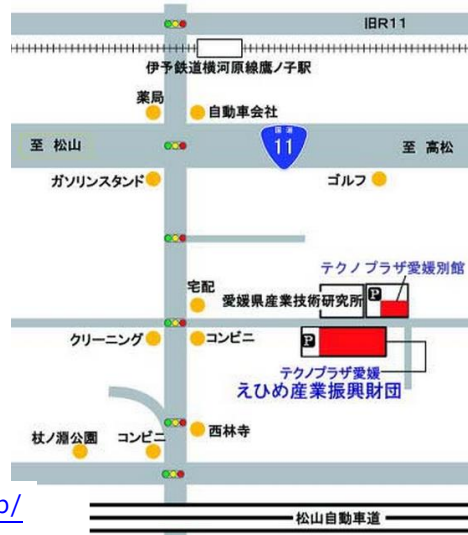 旧R11
伊予鉄道横河原線鷹ノ子駅
薬局
自動車会社
至 松山
国道
11
至 高松
ガソリンスタンド
ゴルフ
テクノプラザ愛媛別館
宅配
愛媛県産業技術研究所
P
クリーニング
コンビニ
P
テクノプラザ愛媛
えひめ産業振興財団
杖ノ淵公園
コンビニ
西林寺
o/
松山自動車道